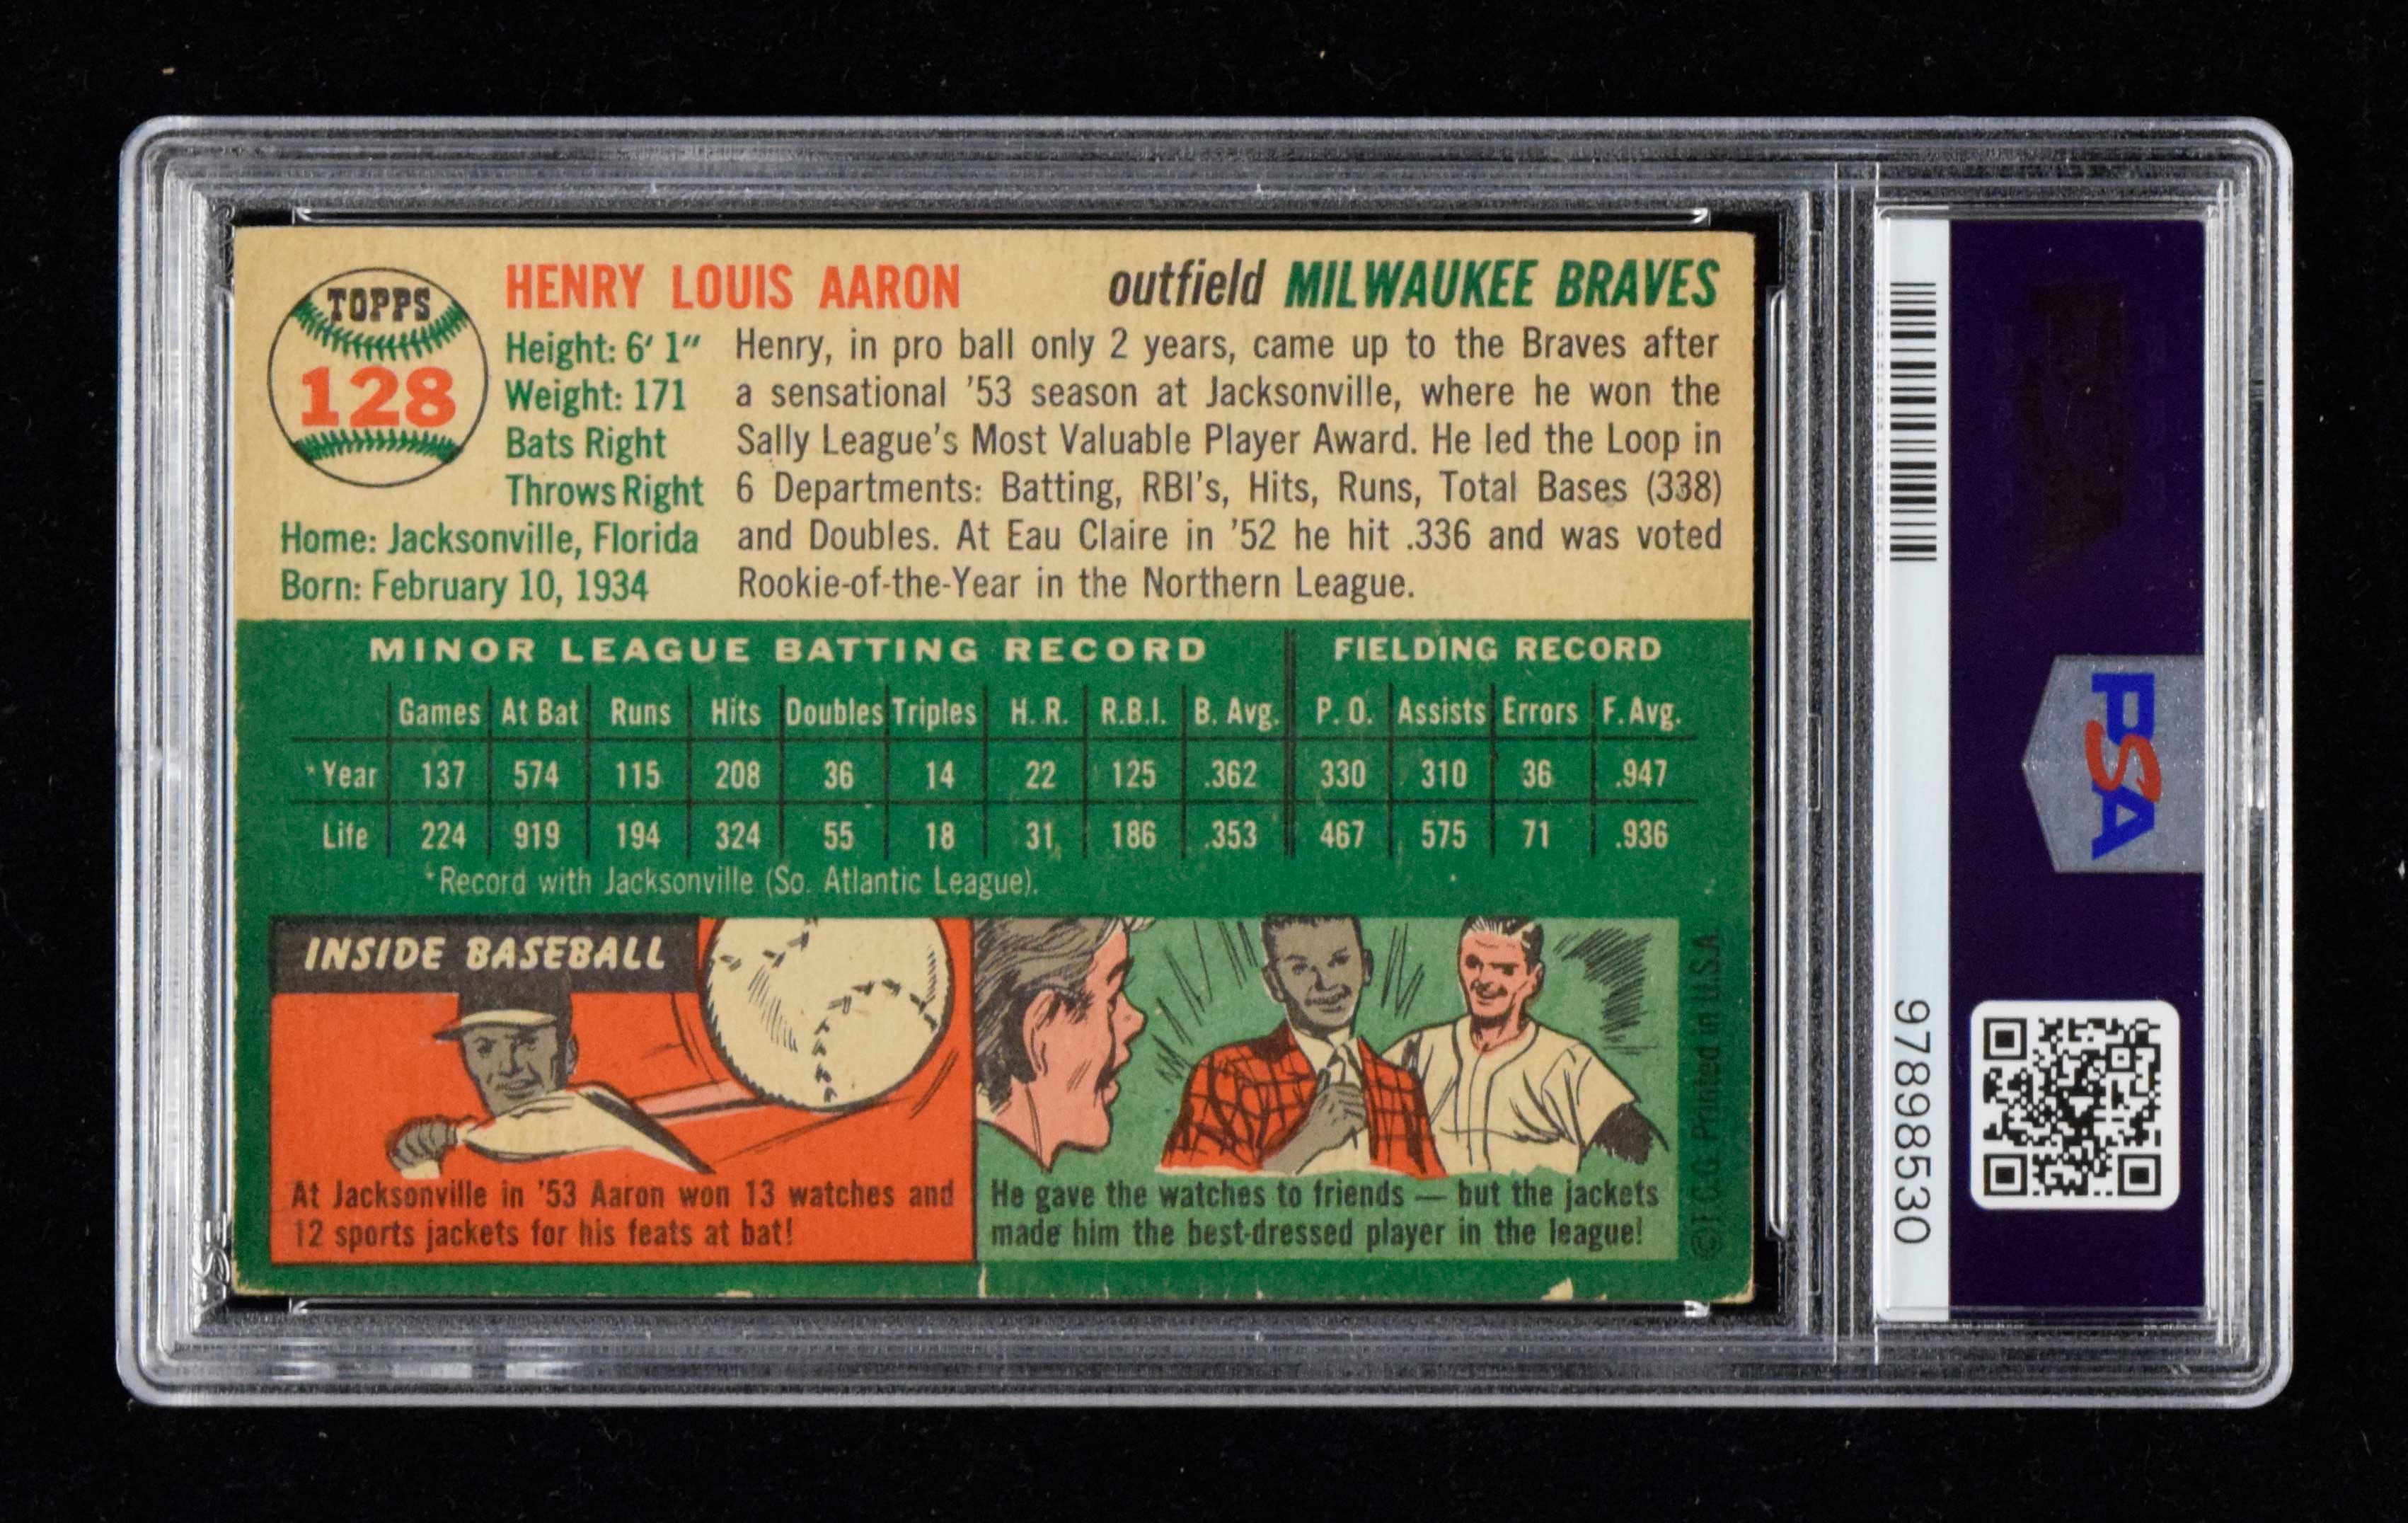 TOPPS
128
HENRY LOUIS AARON outfield MILWAUKEE BRAVES
Height: 6' 1"
Weight: 171
Bats Right
Throws Right
Home: Jacksonville, Florida
Born: February 10, 1934
Henry, in pro ball only 2 years, came up to the Braves after
a sensational '53 season at Jacksonville, where he won the
Sally League's Most Valuable Player Award. He led the Loop in
6 Departments: Batting, RBI's, Hits, Runs, Total Bases (338)
and Doubles. At Eau Claire in '52 he hit .336 and was voted
Rookie-of-the-Year in the Northern League.
MINOR LEAGUE BATTING RECORD FIELDING RECORD
Games At Bat Runs Hits Doubles Triples H. R. R.B.I. B. Avg. P. O. Assists Errors F. Avg.
*Year 137 574 115 208 36 14 22 125 .362 330 310 36 .947
Life 224 919 194 324 55 18 31 186 .353 467 575 71 .936
*Record with Jacksonville (So. Atlantic League).
INSIDE BASEBALL
At Jacksonville in '53 Aaron won 13 watches and
12 sports jackets for his feats at bat!
He gave the watches to friends — but the jackets
made him the best-dressed player in the league!
©T.C.G. Printed in U.S.A.
97898530
PSA